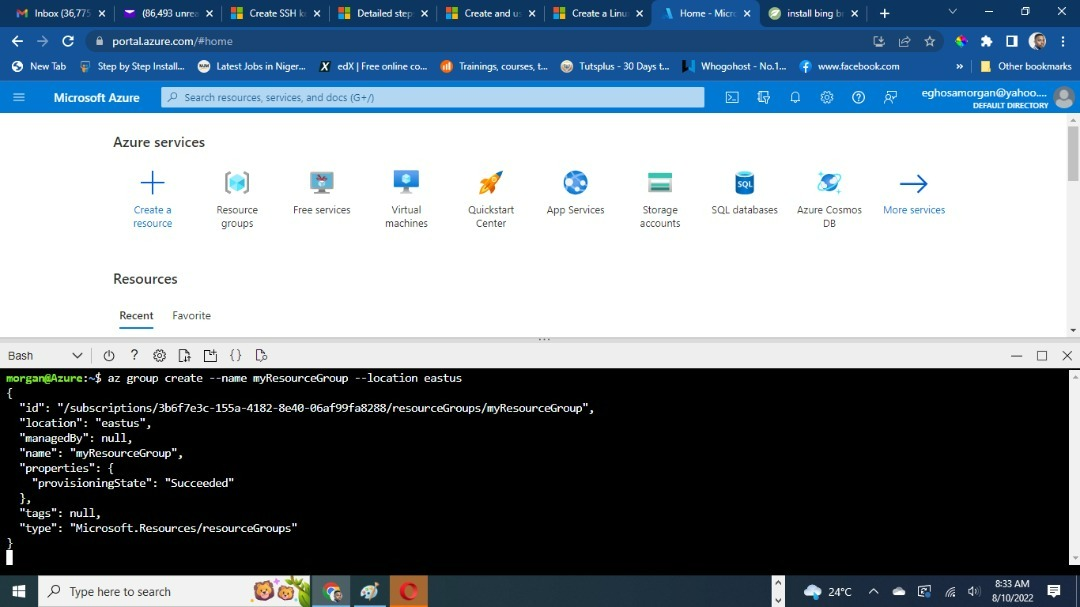 Inbox (36,775
(86,493 unrea
Create SSH k
Detailed step
Create and u
Create a Linu
Home - Micr
install bing b
portal.azure.com/#home
New Tab
Step by Step Install...
Latest Jobs in Niger...
edX | Free online co...
Trainings, courses, t...
Tutsplus - 30 Days t...
Whogohost - No.1...
www.facebook.com
»
Other bookmarks
Microsoft Azure
Search resources, services, and docs (G+/)
eghosamorgan@yahoo....
DEFAULT DIRECTORY
Azure services
Create a
resource
Resource
groups
Free services
Virtual
machines
Quickstart
Center
App Services
Storage
accounts
SQL
SQL databases
Azure Cosmos
DB
More services
Resources
Recent
Favorite
Bash
morgan@Azure:~$ az group create --name myResourceGroup --location eastus
{
"id": "/subscriptions/3b6f7e3c-155a-4182-8e40-06af99fa8288/resourceGroups/myResourceGroup",
"location": "eastus",
"managedBy": null,
"name": "myResourceGroup",
"properties": {
"provisioningState": "Succeeded"
},
"tags": null,
"type": "Microsoft.Resources/resourceGroups"
}
Type here to search
24°C
8:33 AM
8/10/2022